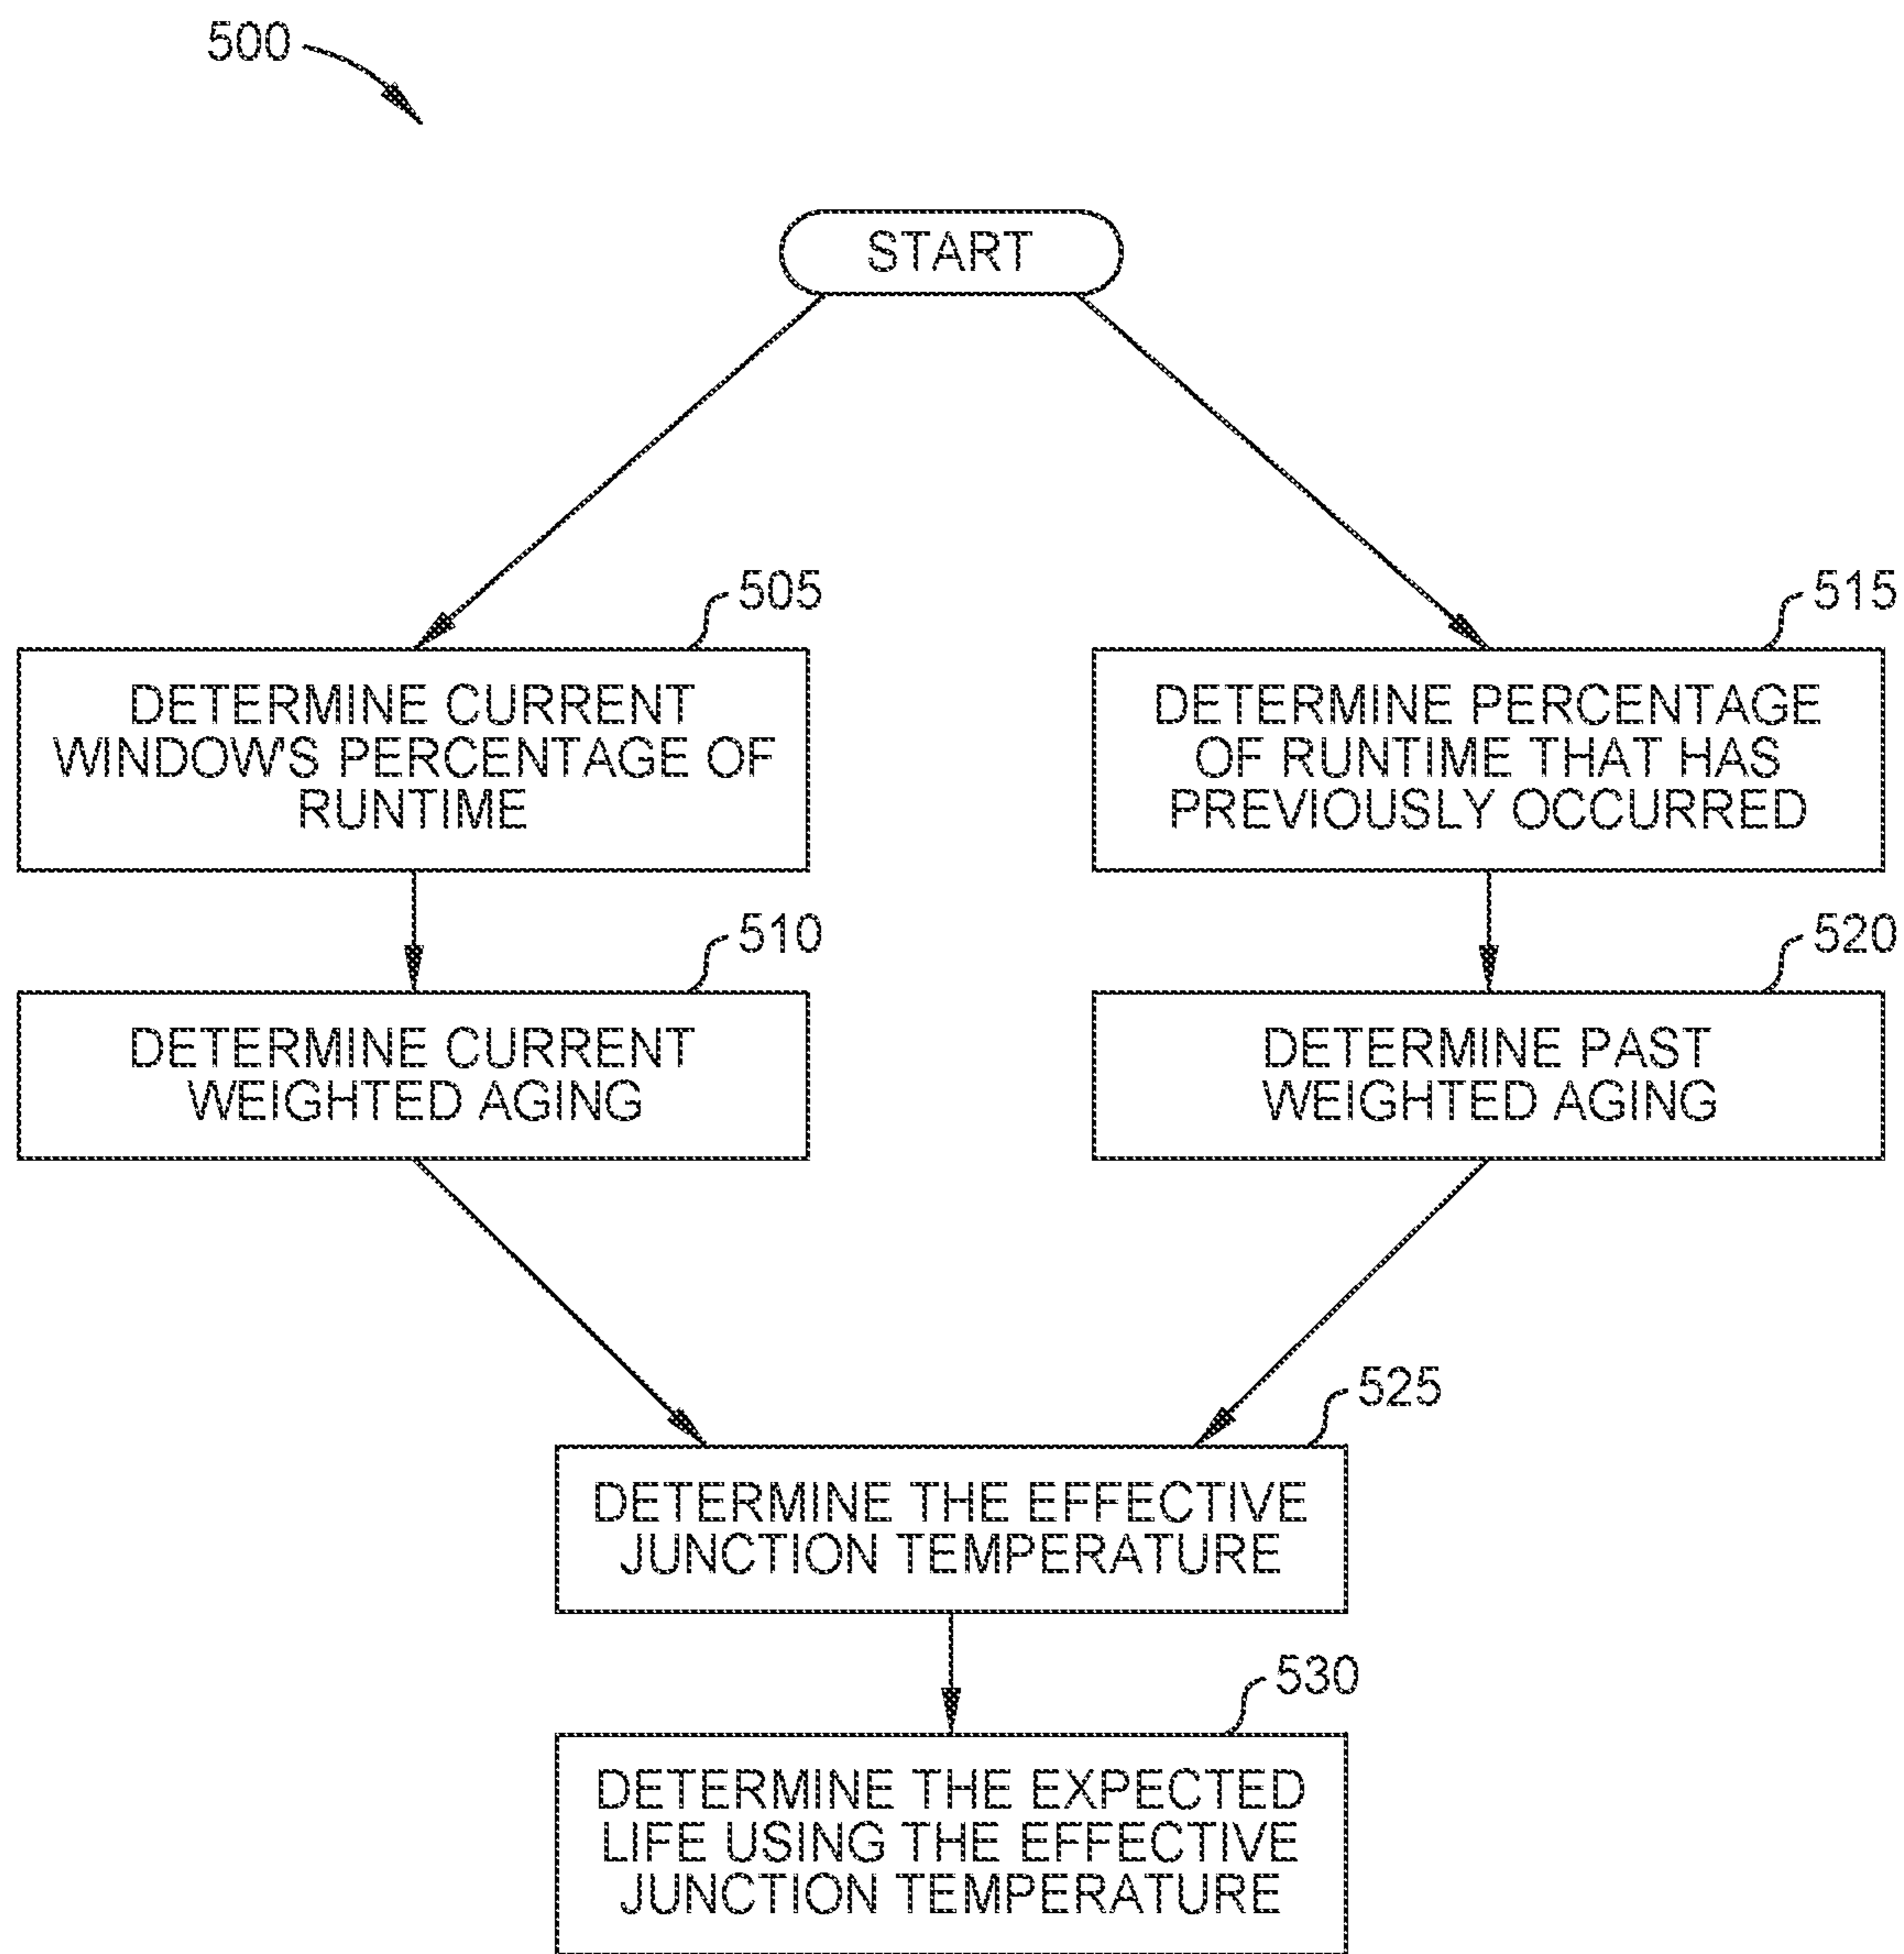 500
START
505
DETERMINE CURRENT
WINDOW'S PERCENTAGE OF
RUNTIME
515
DETERMINE PERCENTAGE
OF RUNTIME THAT HAS
PREVIOUSLY OCCURRED
510
DETERMINE CURRENT
WEIGHTED AGING
520
DETERMINE PAST
WEIGHTED AGING
525
DETERMINE THE EFFECTIVE
JUNCTION TEMPERATURE
530
DETERMINE THE EXPECTED
LIFE USING THE EFFECTIVE
JUNCTION TEMPERATURE